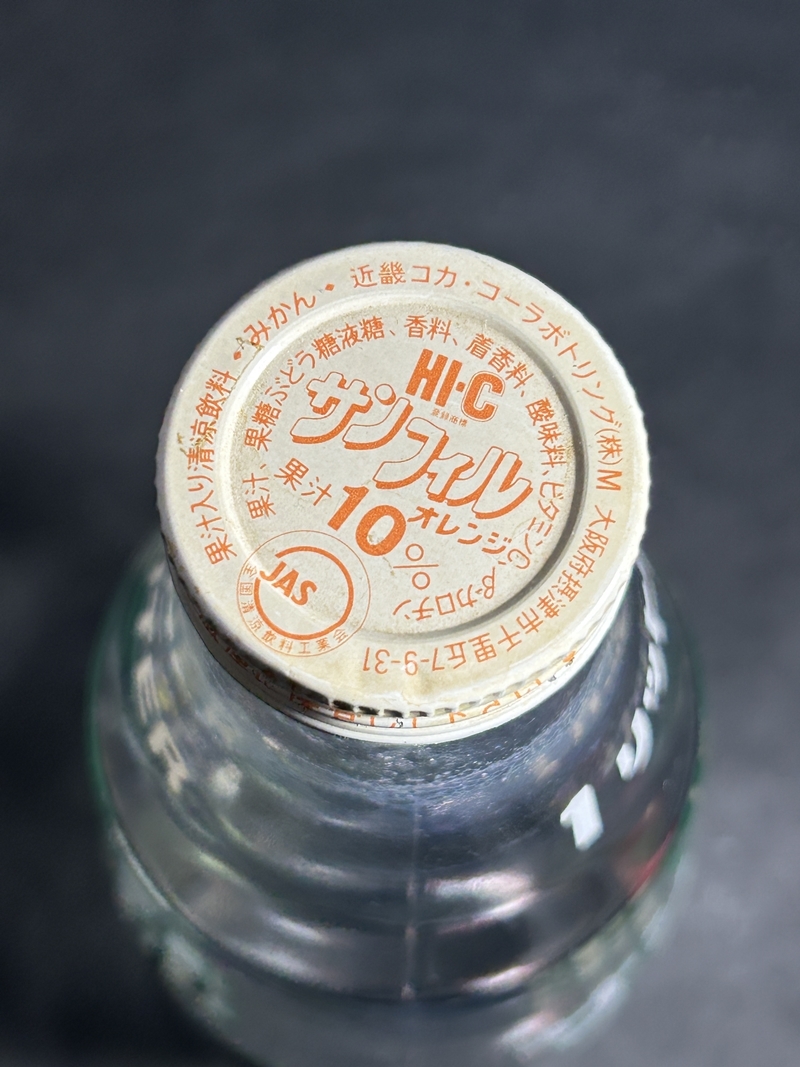 果汁入り清涼飲料 • みかん • 近畿コカ・コーラボトリング(株)M 大阪府摂津市千里丘7-9-31
果汁、果糖ぶどう糖液糖、香料、着香料、酸味料、ビタミンC、β-カロチン
HI-C
登録商標
サンフィル
オレンジ
果汁
10%
JAS